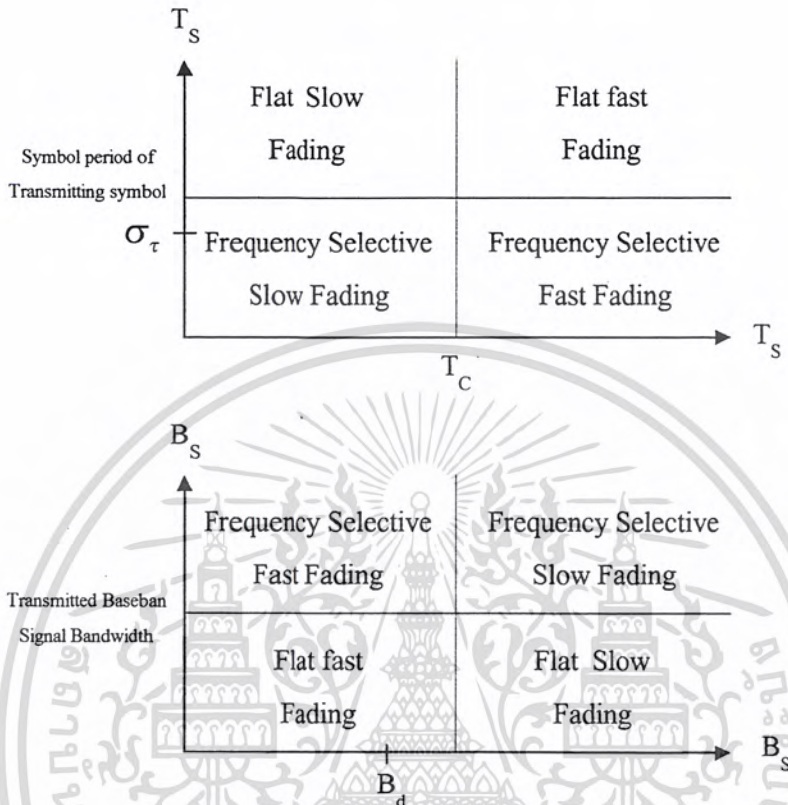 T_S
Flat Slow
Fading
Flat fast
Fading
Symbol period of
Transmitting symbol
σ_τ
Frequency Selective
Slow Fading
Frequency Selective
Fast Fading
T_S
T_C
B_S
Frequency Selective
Fast Fading
Frequency Selective
Slow Fading
Transmitted Baseban
Signal Bandwidth
Flat fast
Fading
Flat Slow
Fading
B_S
B_d